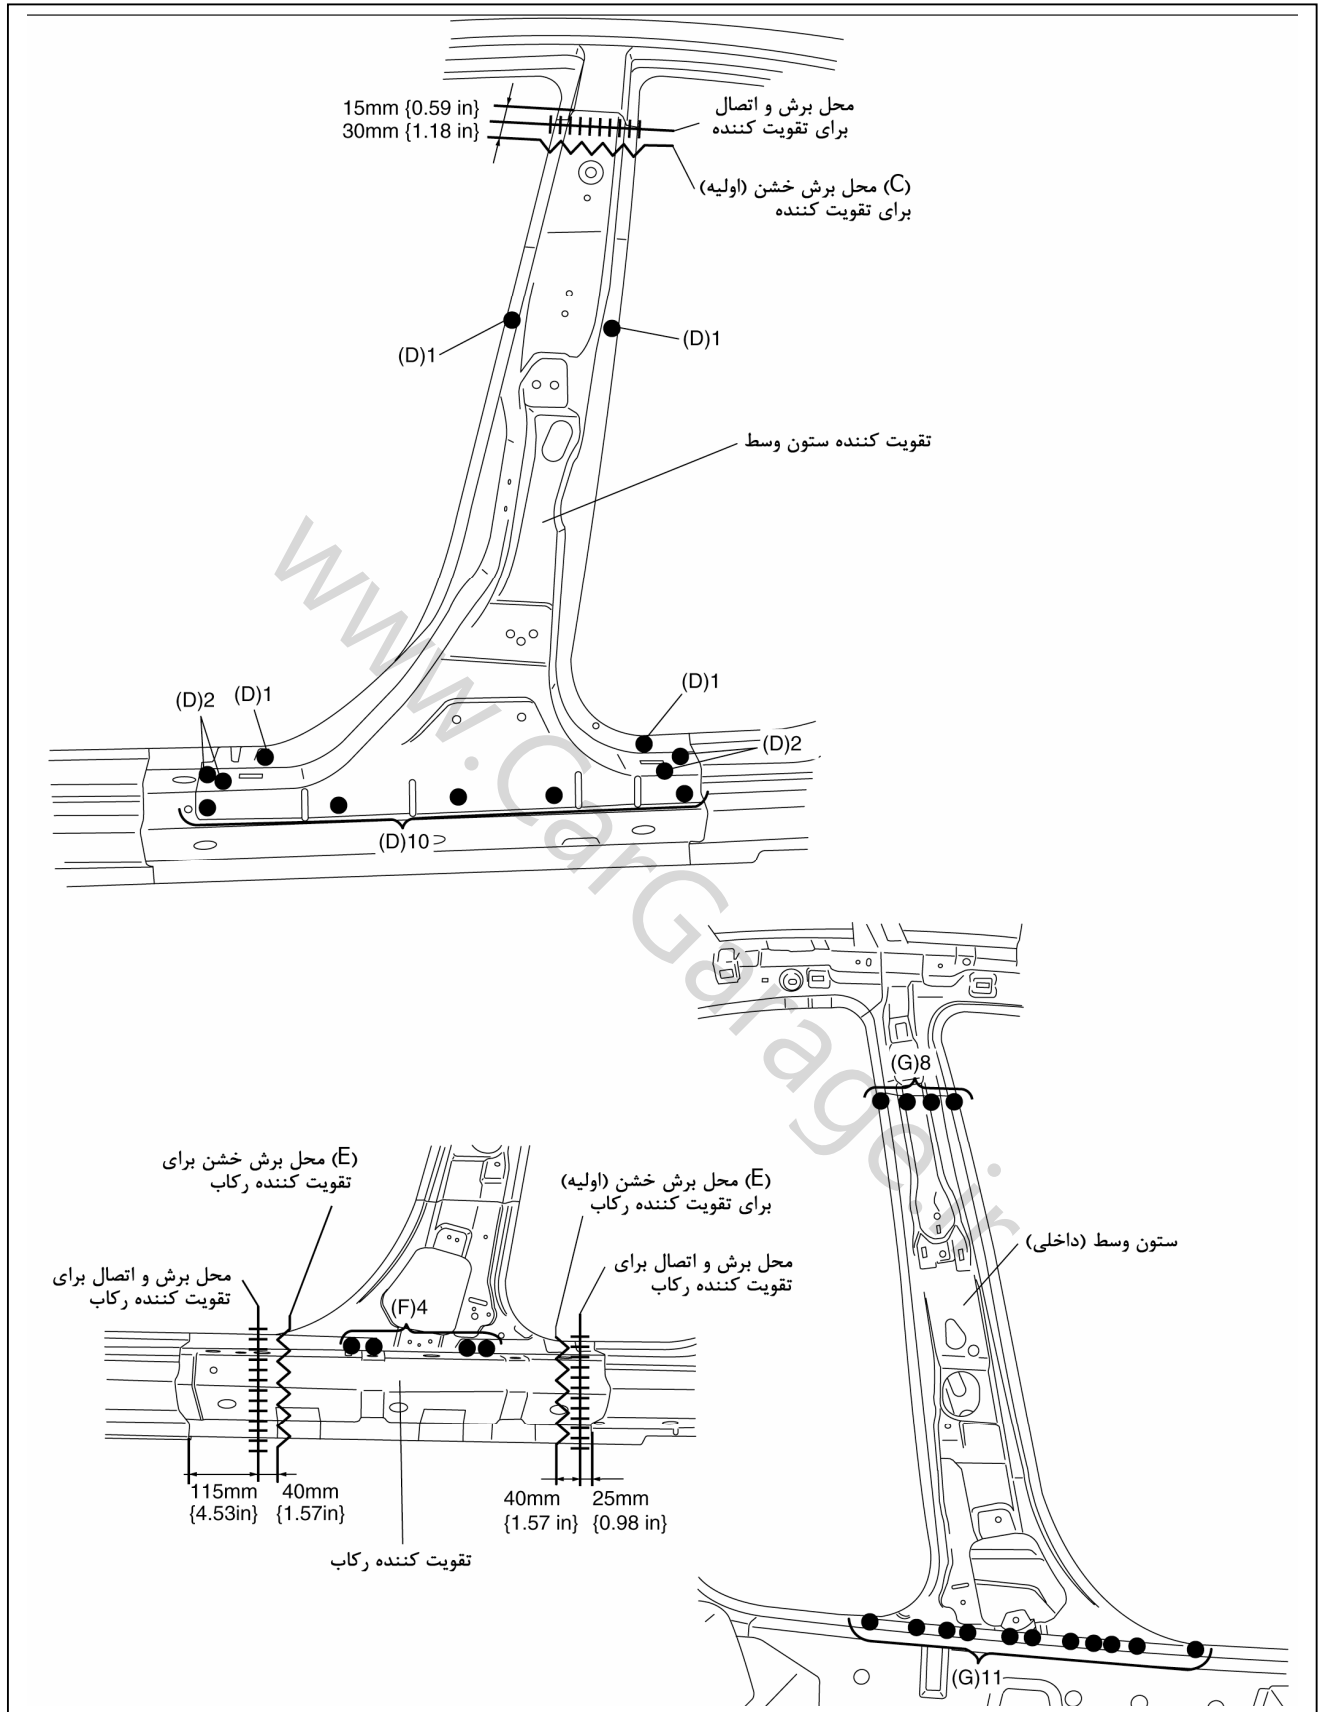 15mm {0.59 in}
30mm {1.18 in}
محل برش و اتصال
برای تقویت کننده
(C) محل برش خشن (اولیه)
برای تقویت کننده
(D)1
(D)1
تقویت کننده ستون وسط
(D)2
(D)1
(D)1
(D)2
(D)10
www.CarGarage.ir
(G)8
ستون وسط (داخلی)
(G)11
(E) محل برش خشن برای
تقویت کننده رکاب
(E) محل برش خشن (اولیه)
برای تقویت کننده رکاب
محل برش و اتصال برای
تقویت کننده رکاب
محل برش و اتصال برای
تقویت کننده رکاب
(F)4
115mm
{4.53in}
40mm
{1.57in}
40mm
{1.57 in}
25mm
{0.98 in}
تقویت کننده رکاب